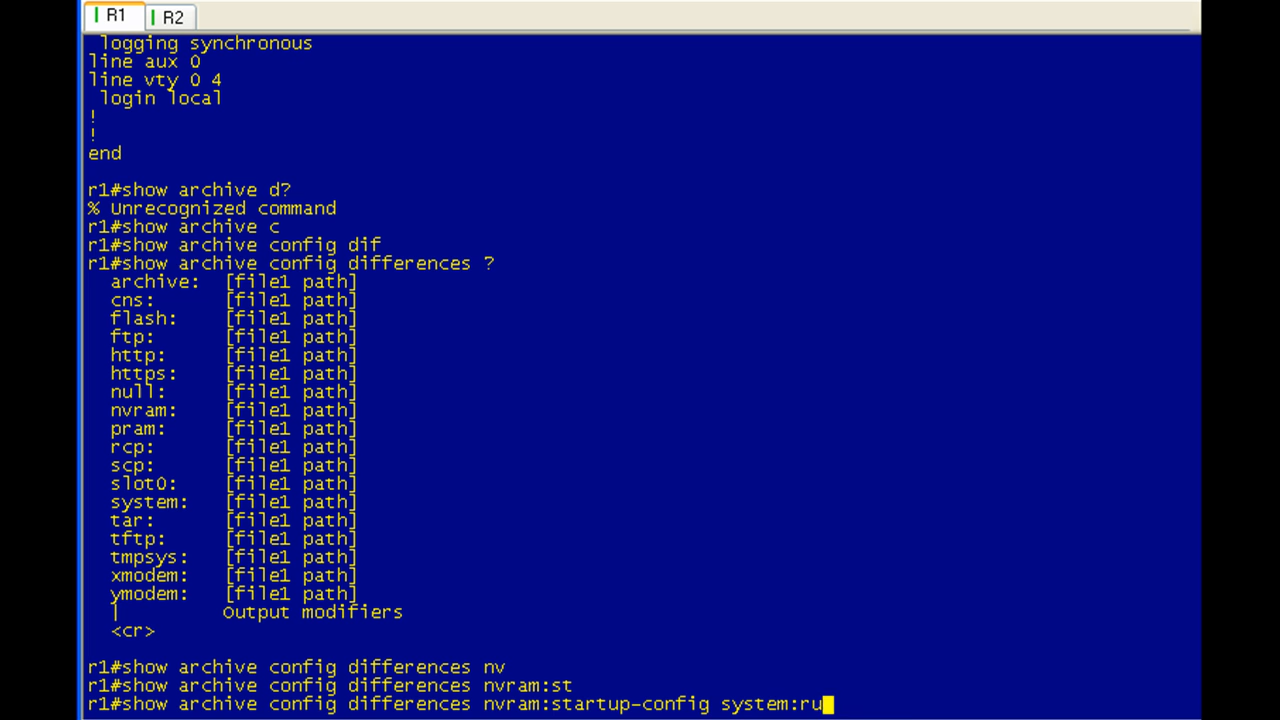 R1 R2
logging synchronous
line aux 0
line vty 0 4
login local
!
!
end
r1#show archive d?
% Unrecognized command
r1#show archive c
r1#show archive config dif
r1#show archive config differences ?
archive: [file1 path]
cns: [file1 path]
flash: [file1 path]
ftp: [file1 path]
http: [file1 path]
https: [file1 path]
null: [file1 path]
nvram: [file1 path]
pram: [file1 path]
rcp: [file1 path]
scp: [file1 path]
slot0: [file1 path]
system: [file1 path]
tar: [file1 path]
tftp: [file1 path]
tmpsys: [file1 path]
xmodem: [file1 path]
ymodem: [file1 path]
| Output modifiers
<cr>
r1#show archive config differences nv
r1#show archive config differences nvram:st
r1#show archive config differences nvram:startup-config system:ru